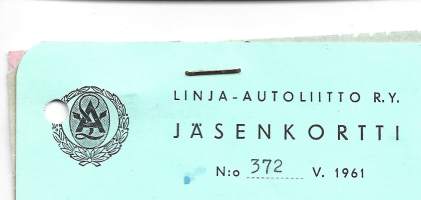 LINJA-AUTOLIITTO R.Y.
JÄSENKORTTI
N:o 372 V. 1961